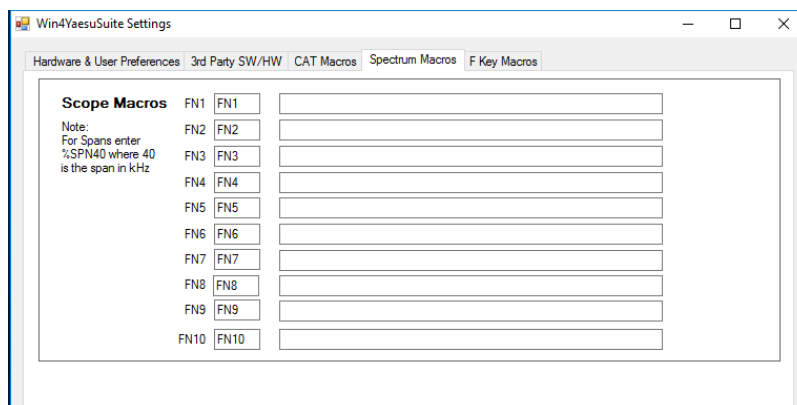 Win4YaesuSuite Settings
Hardware & User Preferences 3rd Party SW/HW CAT Macros Spectrum Macros F Key Macros
Scope Macros FN1 FN1
Note:
For Spans enter
%SPN40 where 40
is the span in kHz
FN2 FN2
FN3 FN3
FN4 FN4
FN5 FN5
FN6 FN6
FN7 FN7
FN8 FN8
FN9 FN9
FN10 FN10